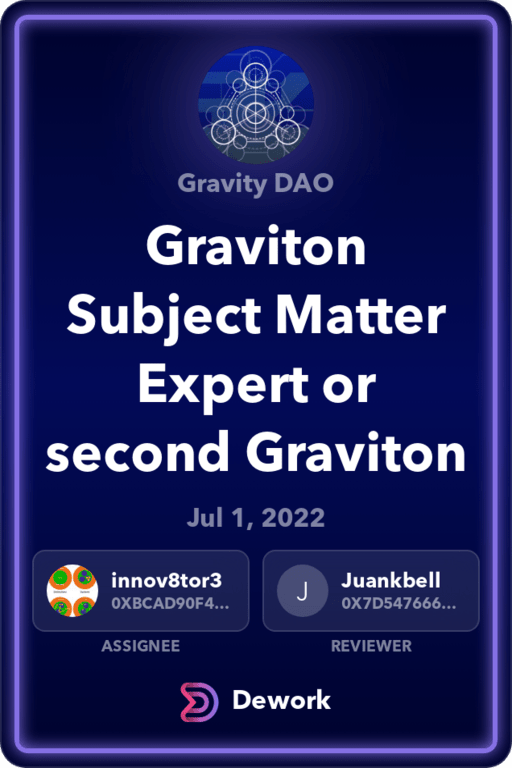 Gravity DAO
Graviton
Subject Matter
Expert or
second Graviton
Jul 1, 2022
innov8tor3
0XBCAD90F4...
ASSIGNEE
J
Juankbell
0X7D547666...
REVIEWER
Dework